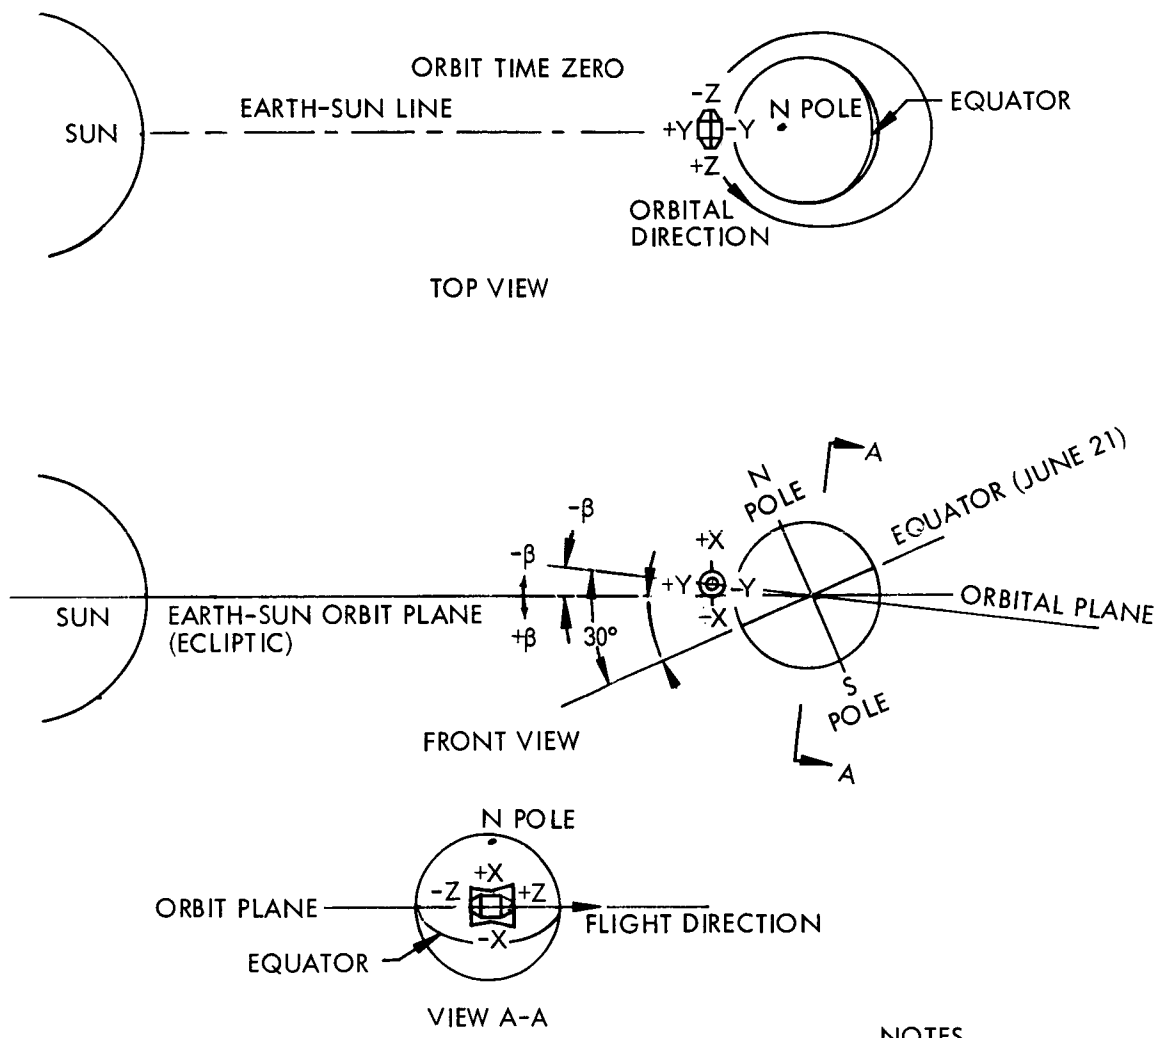 ORBIT TIME ZERO
EARTH-SUN LINE
SUN
-Z
+Y
-Y
+Z
N POLE
EQUATOR
ORBITAL
DIRECTION
TOP VIEW
-β
-β
+β
30°
SUN
EARTH-SUN ORBIT PLANE
(ECLIPTIC)
+X
+Y
-Y
-X
N
POLE
A
EQUATOR (JUNE 21)
ORBITAL PLANE
S
POLE
A
FRONT VIEW
N POLE
+X
-Z
+Z
ORBIT PLANE
FLIGHT DIRECTION
-X
EQUATOR
VIEW A-A
NOTES